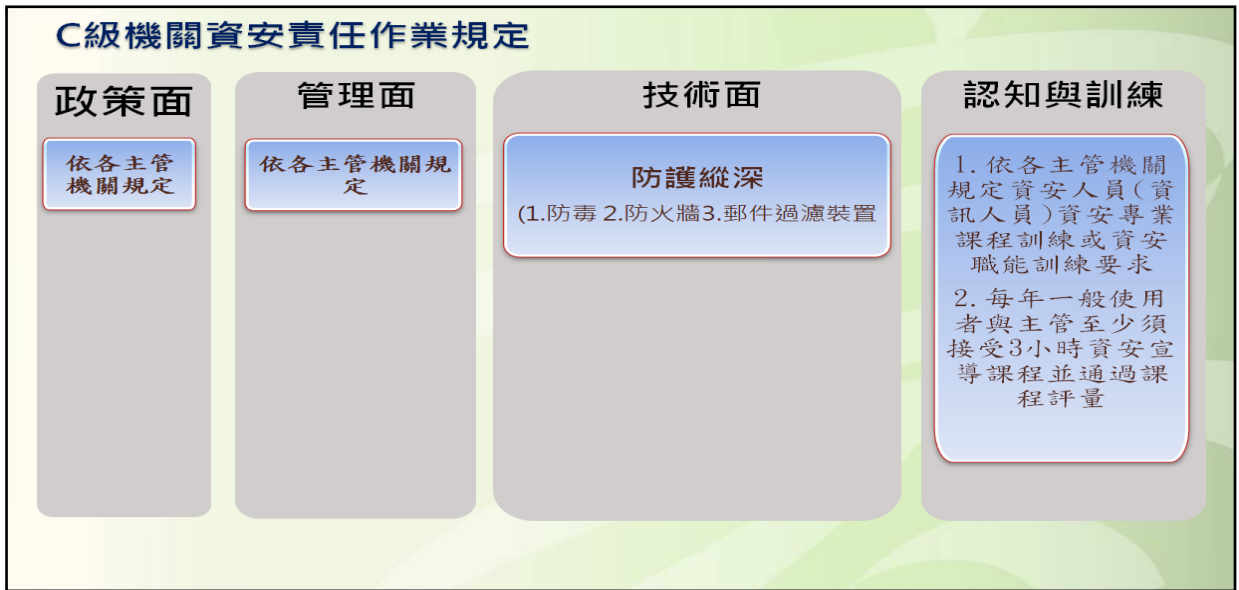 C級機關資安責任作業規定
政策面
依各主管
機關規定
管理面
依各主管機關規
定
技術面
防護縱深
(1.防毒 2.防火牆3.郵件過濾裝置
認知與訓練
1. 依各主管機關
規定資安人員(資
訊人員)資安專業
課程訓練或資安
職能訓練要求
2. 每年一般使用
者與主管至少須
接受3小時資安宣
導課程並通過課
程評量